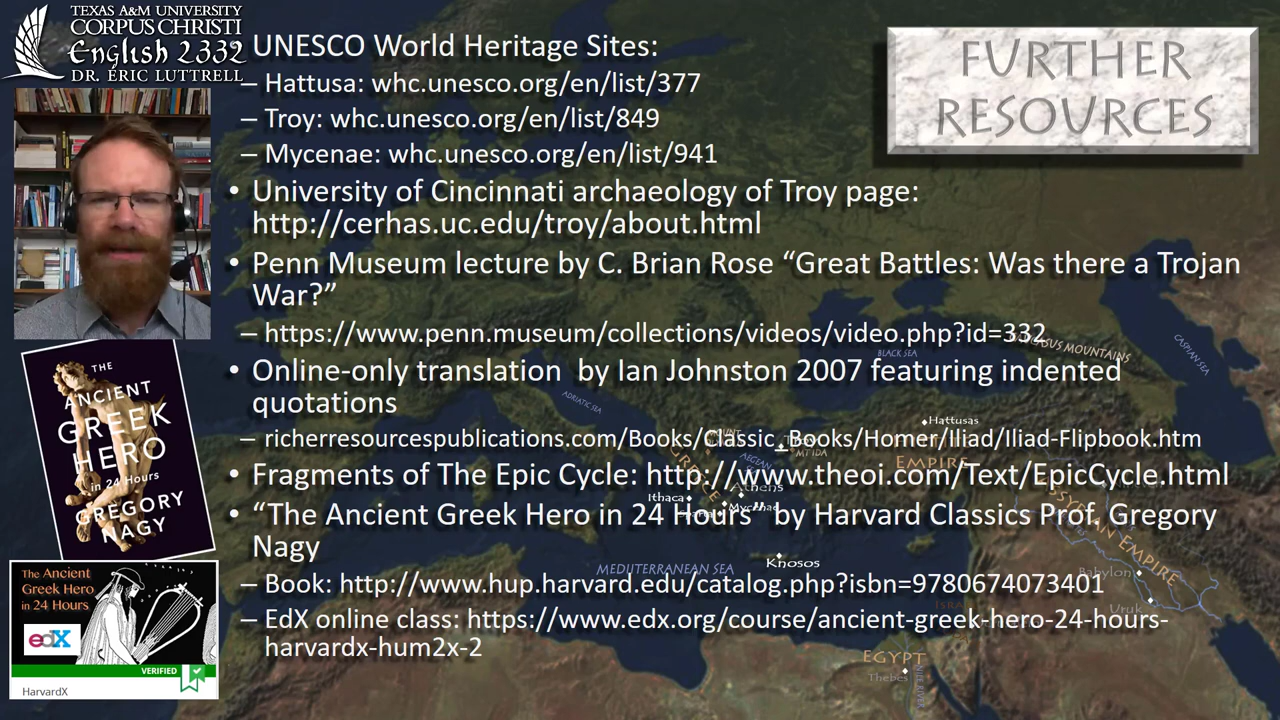 TEXAS A&M UNIVERSITY
CORPUS CHRISTI
English 2332
DR. ERIC LUTTRELL
FURTHER
RESOURCES
UNESCO World Heritage Sites:
– Hattusa: whc.unesco.org/en/list/377
– Troy: whc.unesco.org/en/list/849
– Mycenae: whc.unesco.org/en/list/941
• University of Cincinnati archaeology of Troy page:
http://cerhas.uc.edu/troy/about.html
• Penn Museum lecture by C. Brian Rose “Great Battles: Was there a Trojan
War?”
– https://www.penn.museum/collections/videos/video.php?id=332
• Online-only translation by Ian Johnston 2007 featuring indented
quotations
– richerresourcespublications.com/Books/Classic_Books/Homer/Iliad/Iliad-Flipbook.htm
• Fragments of The Epic Cycle: http://www.theoi.com/Text/EpicCycle.html
• “The Ancient Greek Hero in 24 Hours” by Harvard Classics Prof. Gregory
Nagy
– Book: http://www.hup.harvard.edu/catalog.php?isbn=9780674073401
– EdX online class: https://www.edx.org/course/ancient-greek-hero-24-hours-
harvardx-hum2x-2
THE
ANCIENT
GREEK
HERO
in 24 Hours
GREGORY
NAGY
The Ancient
Greek Hero
in 24 Hours
edX
VERIFIED
HarvardX
BLACK SEA
MOUNTAINS
CASPIAN SEA
ADRIATIC SEA
Hattusas
EMPIRE
GREECE
AEGEAN
Athens
Ithaca
Mycenae
Khosos
MEDITERRANEAN SEA
ASSYRIAN EMPIRE
Babylon
Uruk
EGYPT
Thebes
NILE RIVER